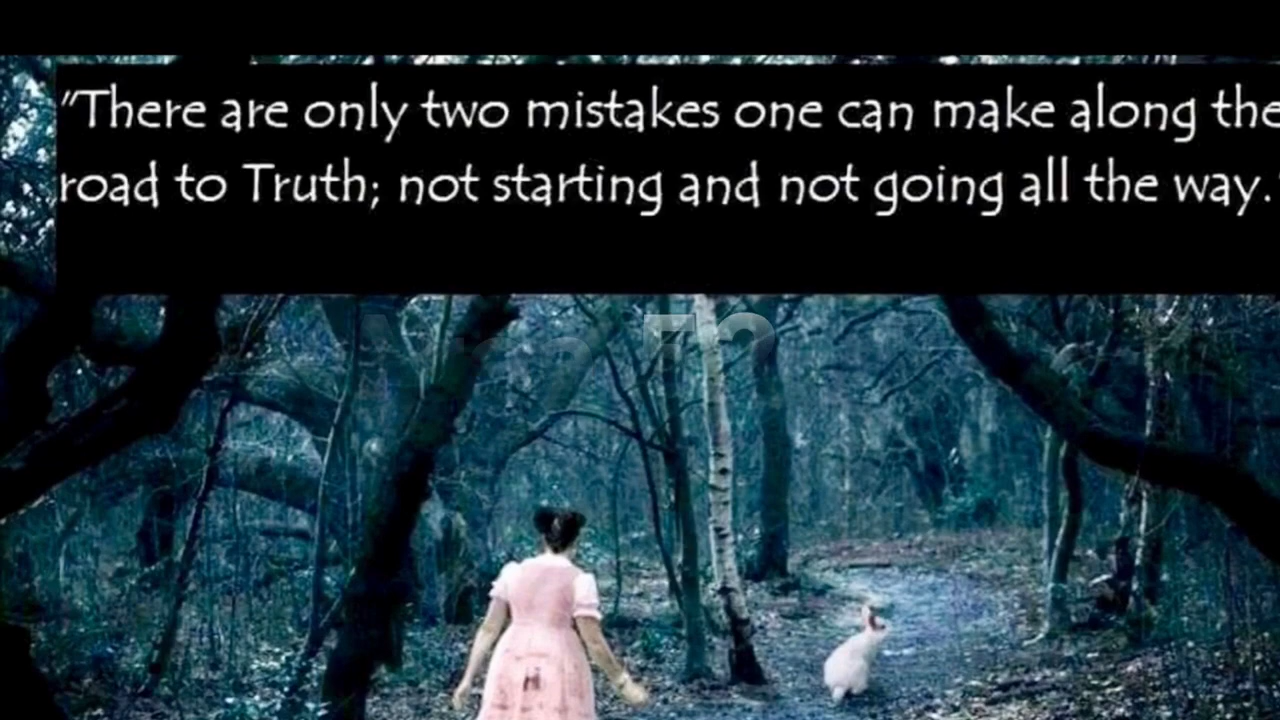 “There are only two mistakes one can make along the
road to Truth; not starting and not going all the way.”